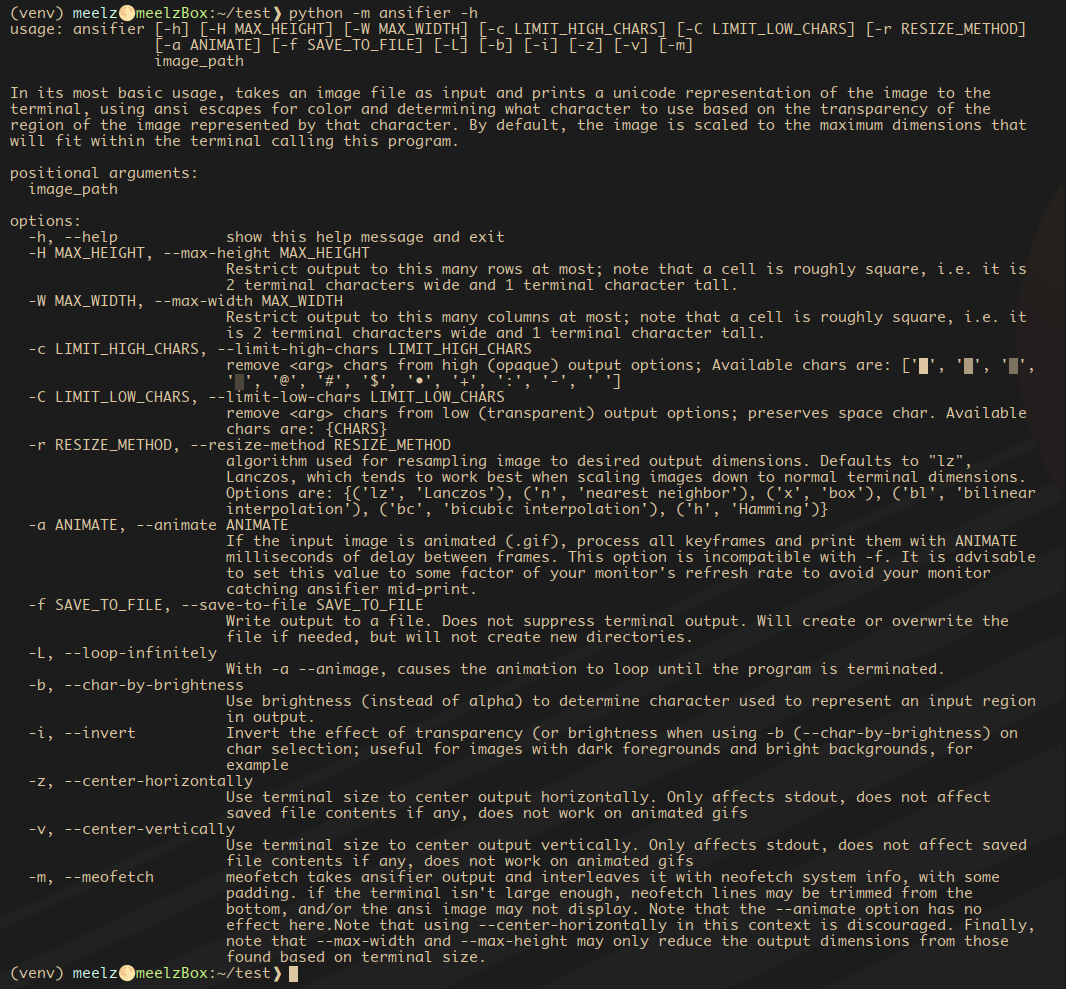 (venv) meelz🌕meelzBox:~/test❱ python -m ansifier -h
usage: ansifier [-h] [-H MAX_HEIGHT] [-W MAX_WIDTH] [-c LIMIT_HIGH_CHARS] [-C LIMIT_LOW_CHARS] [-r RESIZE_METHOD]
                [-a ANIMATE] [-f SAVE_TO_FILE] [-L] [-b] [-i] [-z] [-v] [-m]
                image_path

In its most basic usage, takes an image file as input and prints a unicode representation of the image to the
terminal, using ansi escapes for color and determining what character to use based on the transparency of the
region of the image represented by that character. By default, the image is scaled to the maximum dimensions that
will fit within the terminal calling this program.

positional arguments:
  image_path

options:
  -h, --help            show this help message and exit
  -H MAX_HEIGHT, --max-height MAX_HEIGHT
                        Restrict output to this many rows at most; note that a cell is roughly square, i.e. it is
                        2 terminal characters wide and 1 terminal character tall.
  -W MAX_WIDTH, --max-width MAX_WIDTH
                        Restrict output to this many columns at most; note that a cell is roughly square, i.e. it
                        is 2 terminal characters wide and 1 terminal character tall.
  -c LIMIT_HIGH_CHARS, --limit-high-chars LIMIT_HIGH_CHARS
                        remove <arg> chars from high (opaque) output options; Available chars are: ['█', '▓', '▒',
                        '░', '@', '#', '$', '•', '+', ':', '-', ' ']
  -C LIMIT_LOW_CHARS, --limit-low-chars LIMIT_LOW_CHARS
                        remove <arg> chars from low (transparent) output options; preserves space char. Available
                        chars are: {CHARS}
  -r RESIZE_METHOD, --resize-method RESIZE_METHOD
                        algorithm used for resampling image to desired output dimensions. Defaults to "lz",
                        Lanczos, which tends to work best when scaling images down to normal terminal dimensions.
                        Options are: {('lz', 'Lanczos'), ('n', 'nearest neighbor'), ('x', 'box'), ('bl', 'bilinear
                        interpolation'), ('bc', 'bicubic interpolation'), ('h', 'Hamming')}
  -a ANIMATE, --animate ANIMATE
                        If the input image is animated (.gif), process all keyframes and print them with ANIMATE
                        milliseconds of delay between frames. This option is incompatible with -f. It is advisable
                        to set this value to some factor of your monitor's refresh rate to avoid your monitor
                        catching ansifier mid-print.
  -f SAVE_TO_FILE, --save-to-file SAVE_TO_FILE
                        Write output to a file. Does not suppress terminal output. Will create or overwrite the
                        file if needed, but will not create new directories.
  -L, --loop-infinitely
                        With -a --animage, causes the animation to loop until the program is terminated.
  -b, --char-by-brightness
                        Use brightness (instead of alpha) to determine character used to represent an input region
                        in output.
  -i, --invert          Invert the effect of transparency (or brightness when using -b (--char-by-brightness) on
                        char selection; useful for images with dark foregrounds and bright backgrounds, for
                        example
  -z, --center-horizontally
                        Use terminal size to center output horizontally. Only affects stdout, does not affect
                        saved file contents if any, does not work on animated gifs
  -v, --center-vertically
                        Use terminal size to center output vertically. Only affects stdout, does not affect saved
                        file contents if any, does not work on animated gifs
  -m, --meofetch        meofetch takes ansifier output and interleaves it with neofetch system info, with some
                        padding. if the terminal isn't large enough, neofetch lines may be trimmed from the
                        bottom, and/or the ansi image may not display. Note that the --animate option has no
                        effect here.Note that using --center-horizontally in this context is discouraged. Finally,
                        note that --max-width and --max-height may only reduce the output dimensions from those
                        found based on terminal size.
(venv) meelz🌕meelzBox:~/test❱